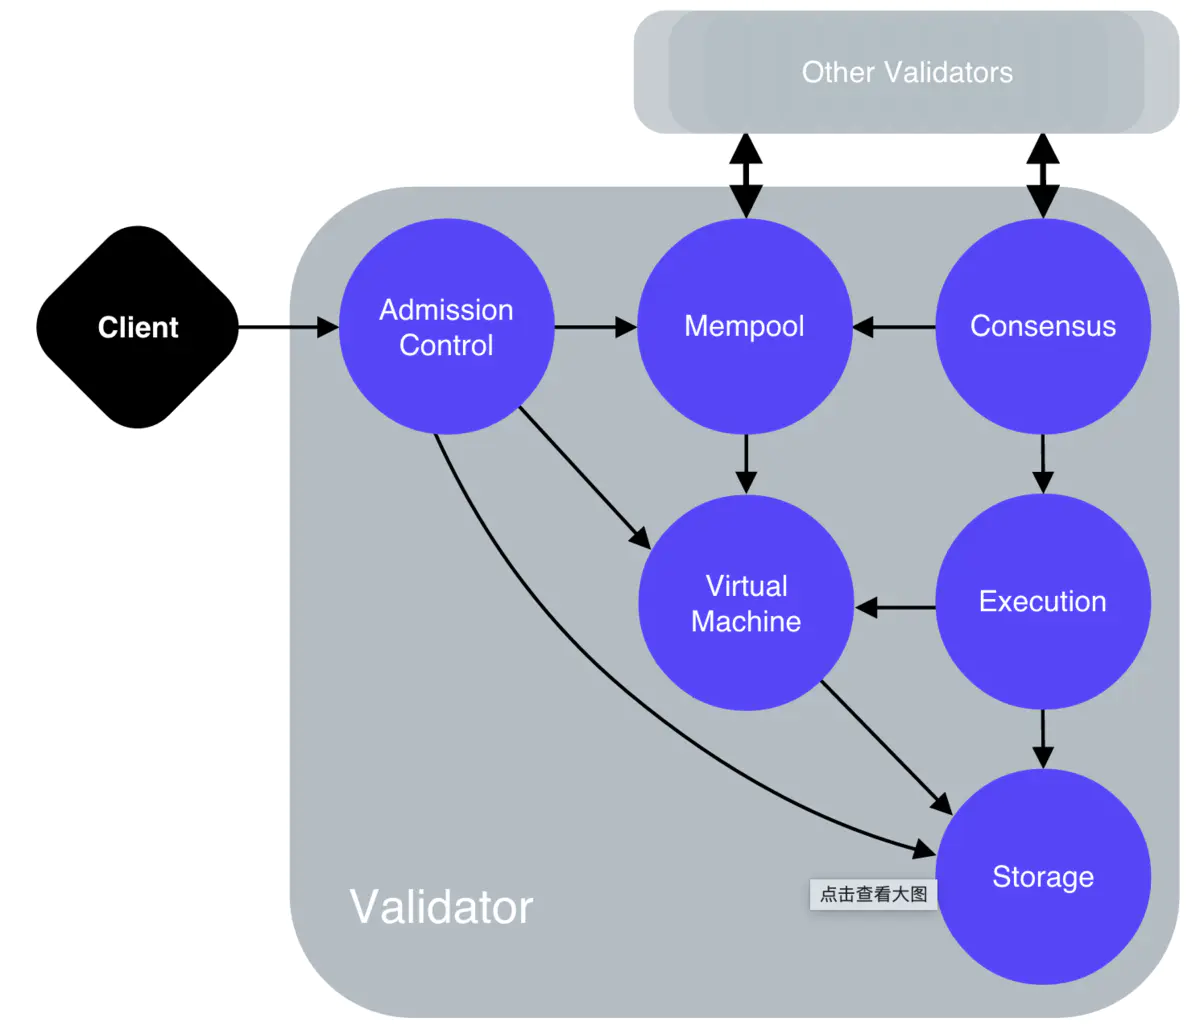 Other Validators
Client
Admission
Control
Mempool
Consensus
Virtual
Machine
Execution
Storage
点击查看大图
Validator